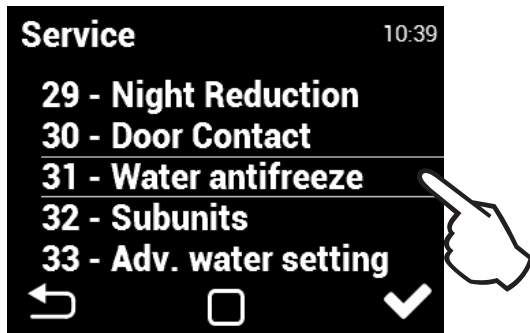 Service 10:39
29 - Night Reduction
30 - Door Contact
31 - Water antifreeze
32 - Subunits
33 - Adv. water setting